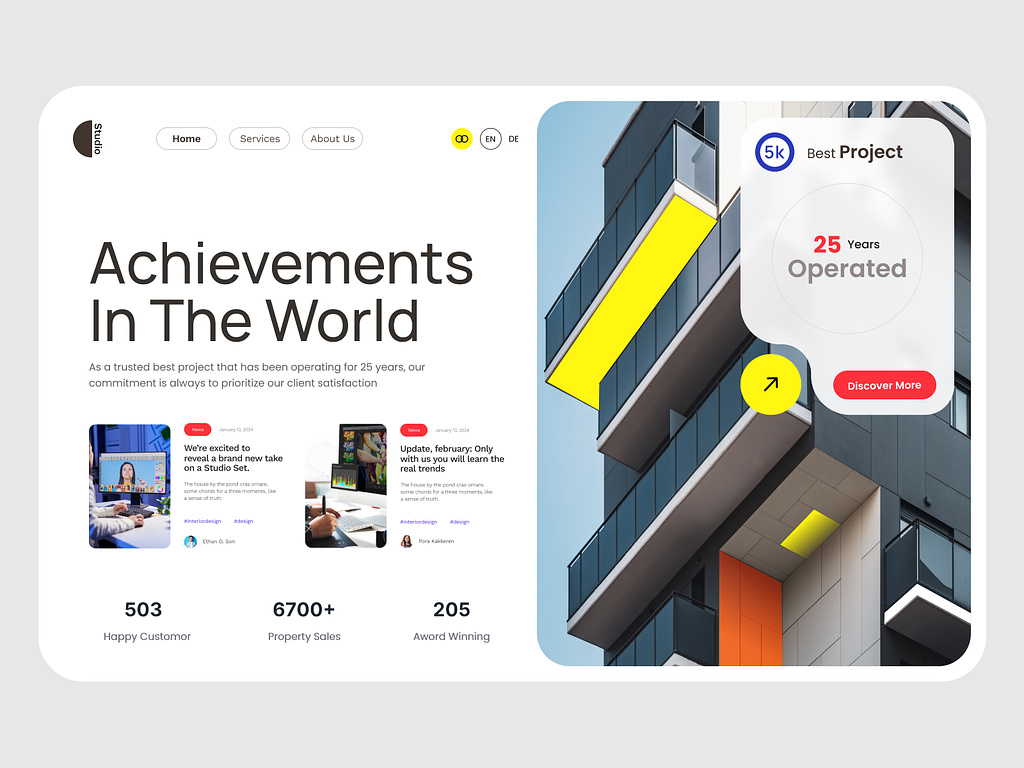 Studio
Home
Services
About Us
EN
DE
Achievements
In The World
As a trusted best project that has been operating for 25 years, our
commitment is always to prioritize our client satisfaction
News
January 13, 2024
We're excited to
reveal a brand new take
on a Studio Set.
The house by the pond cras ornare,
some chords for a three moments, like
a sense of truth.
#interiordesign
#design
Ethan G. Son
News
January 13, 2024
Update, february: Only
with us you will learn the
real trends
The house by the pond cras ornare,
some chords for a three moments, like
a sense of truth.
#interiordesign
#design
Pora Kakkeren
503
Happy Customor
6700+
Property Sales
205
Award Winning
5k
Best Project
25 Years
Operated
Discover More